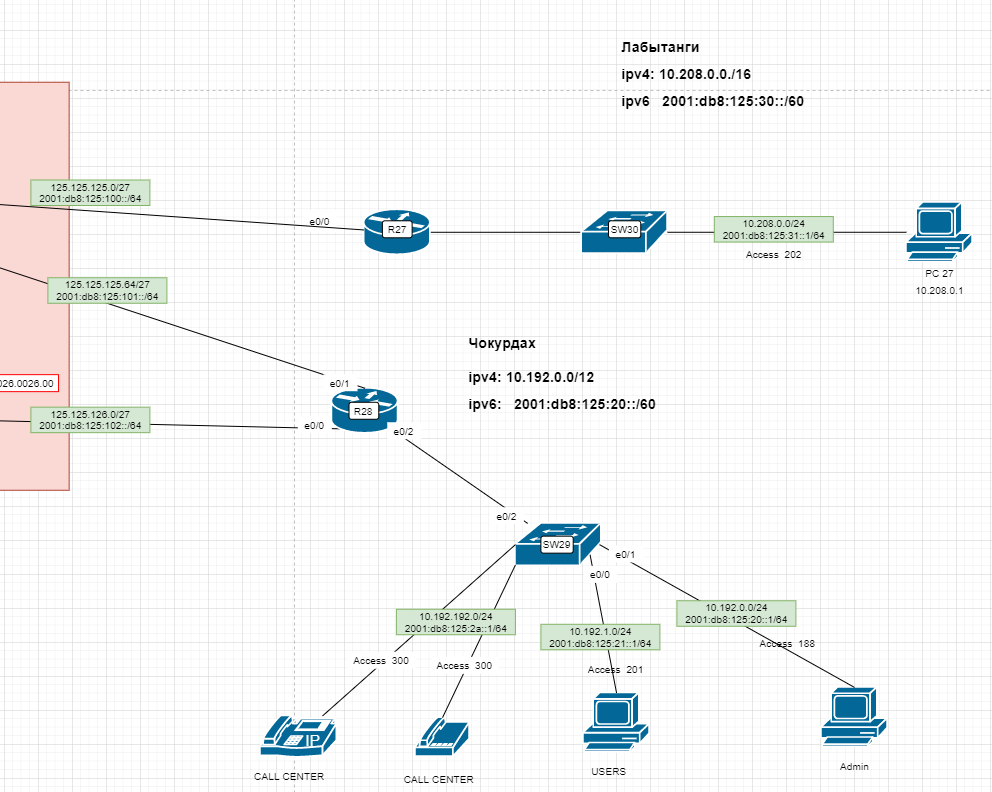 Лабытанги
ipv4: 10.208.0.0./16
ipv6 2001:db8:125:30::/60
125.125.125.0/27
2001:db8:125:100::/64
e0/0
R27
SW30
10.208.0.0/24
2001:db8:125:31::1/64
Access 202
PC 27
10.208.0.1
125.125.125.64/27
2001:db8:125:101::/64
Чокурдах
ipv4: 10.192.0.0/12
ipv6: 2001:db8:125:20::/60
026.0026.00
e0/1
R28
125.125.126.0/27
2001:db8:125:102::/64
e0/0
e0/2
e0/2
SW29
e0/1
e0/0
10.192.192.0/24
2001:db8:125:2a::1/64
10.192.1.0/24
2001:db8:125:21::1/64
10.192.0.0/24
2001:db8:125:20::1/64
Access 300
Access 300
Access 201
Access 188
IP
CALL CENTER
CALL CENTER
USERS
Admin